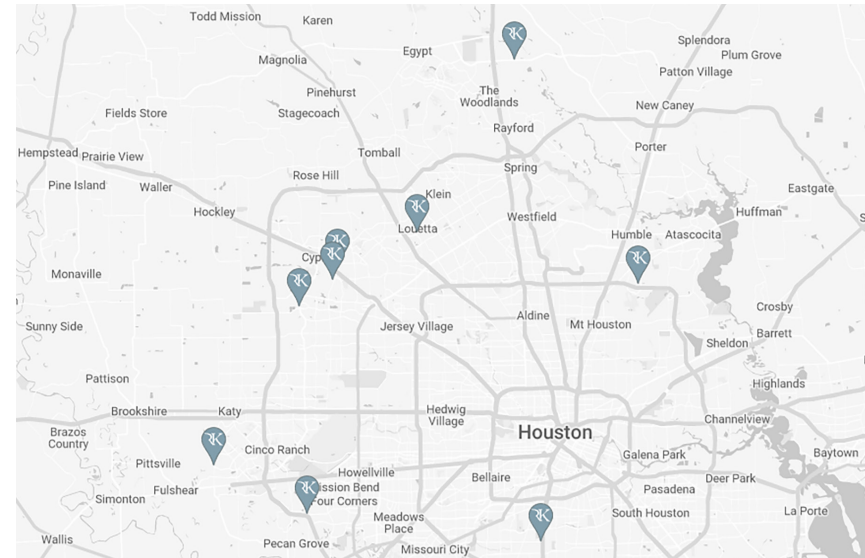 Todd Mission
Karen
Splendora
Egypt
Plum Grove
Magnolia
Patton Village
The
Woodlands
Pinehurst
New Caney
Fields Store
Stagecoach
Rayford
Porter
Hempstead
Prairie View
Tomball
Spring
Rose Hill
Pine Island
Waller
Klein
Eastgate
Hockley
Westfield
Huffman
Louetta
Humble
Atascocita
Cyp
Monaville
Crosby
Aldine
Mt Houston
Sunny Side
Jersey Village
Barrett
Sheldon
Pattison
Highlands
Brookshire
Katy
Hedwig
Village
Channelview
Houston
Brazos
Country
Cinco Ranch
Galena Park
Baytown
Pittsville
Howellville
Bellaire
Deer Park
Fulshear
ission Bend
Four Corners
Pasadena
Simonton
Meadows
Place
South Houston
La Porte
Wallis
Pecan Grove
Missouri City